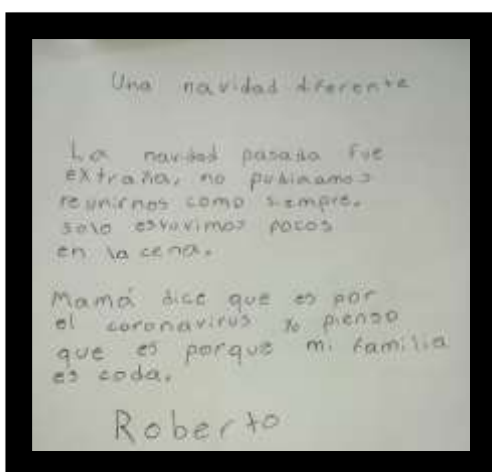 Una navidad diferente
La navidad pasada fue
extraña, no pudimamos
reunirnos como siempre.
solo estuvimos pocos
en la cena.
Mamá dice que es por
el coronavirus yo pienso
que es porque mi familia
es coda.
Roberto